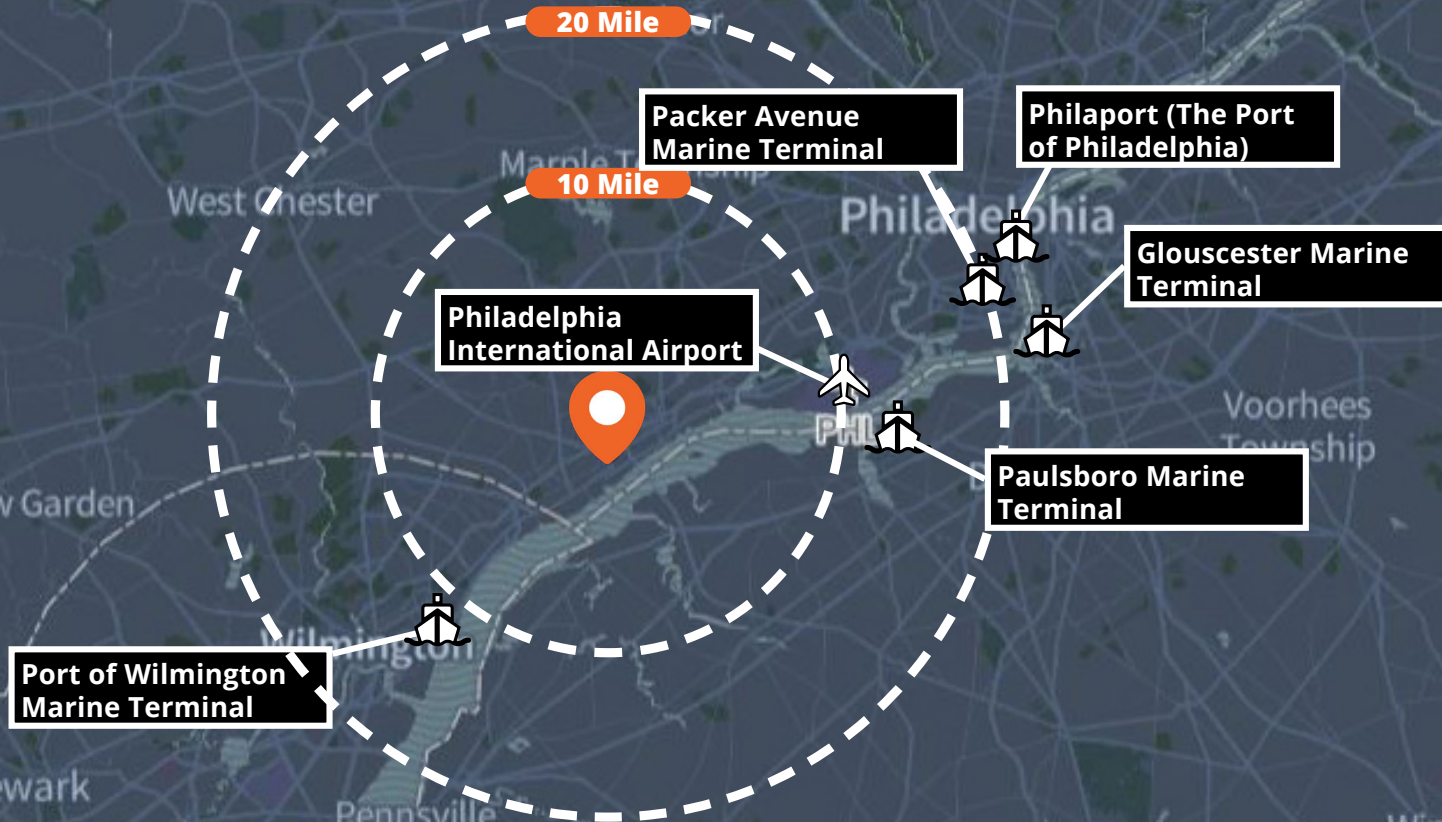 20 Mile
Packer Avenue
Marine Terminal
Philaport (The Port
of Philadelphia)
10 Mile
West Chester
Philadelphia
Glouscester Marine
Terminal
Philadelphia
International Airport
Voorhees
Township
PHL
Paulsboro Marine
Terminal
Garden
Wilmington
Port of Wilmington
Marine Terminal
Pennsville